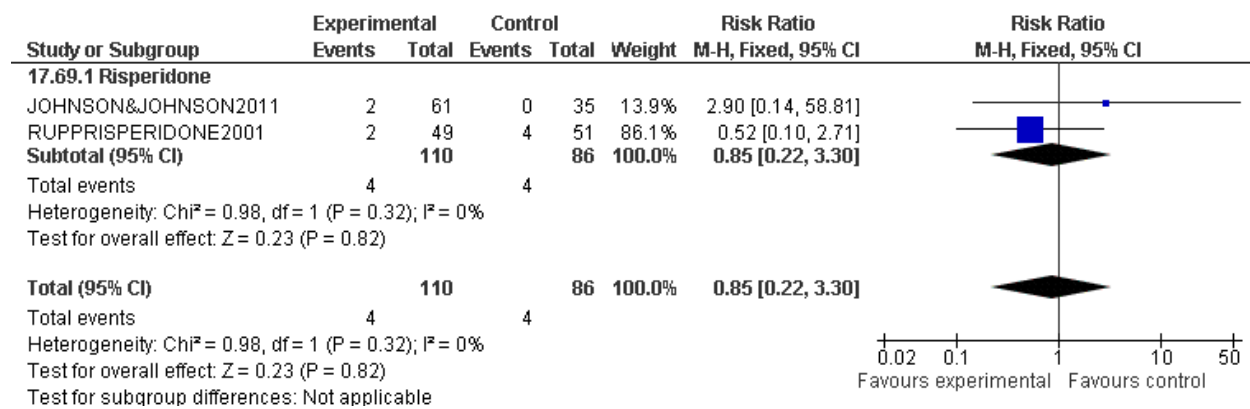 Experimental Control Risk Ratio Risk Ratio
Study or Subgroup Events Total Events Total Weight M-H, Fixed, 95% CI M-H, Fixed, 95% CI
17.69.1 Risperidone
JOHNSON&JOHNSON2011 2 61 0 35 13.9% 2.90 [0.14, 58.81]
RUPPRISPERIDONE2001 2 49 4 51 86.1% 0.52 [0.10, 2.71]
Subtotal (95% CI) 110 86 100.0% 0.85 [0.22, 3.30]
Total events 4 4
Heterogeneity: Chi² = 0.98, df = 1 (P = 0.32); I² = 0%
Test for overall effect: Z = 0.23 (P = 0.82)
Total (95% CI) 110 86 100.0% 0.85 [0.22, 3.30]
Total events 4 4
Heterogeneity: Chi² = 0.98, df = 1 (P = 0.32); I² = 0%
Test for overall effect: Z = 0.23 (P = 0.82)
Test for subgroup differences: Not applicable
0.02 0.1 1 10 50
Favours experimental Favours control